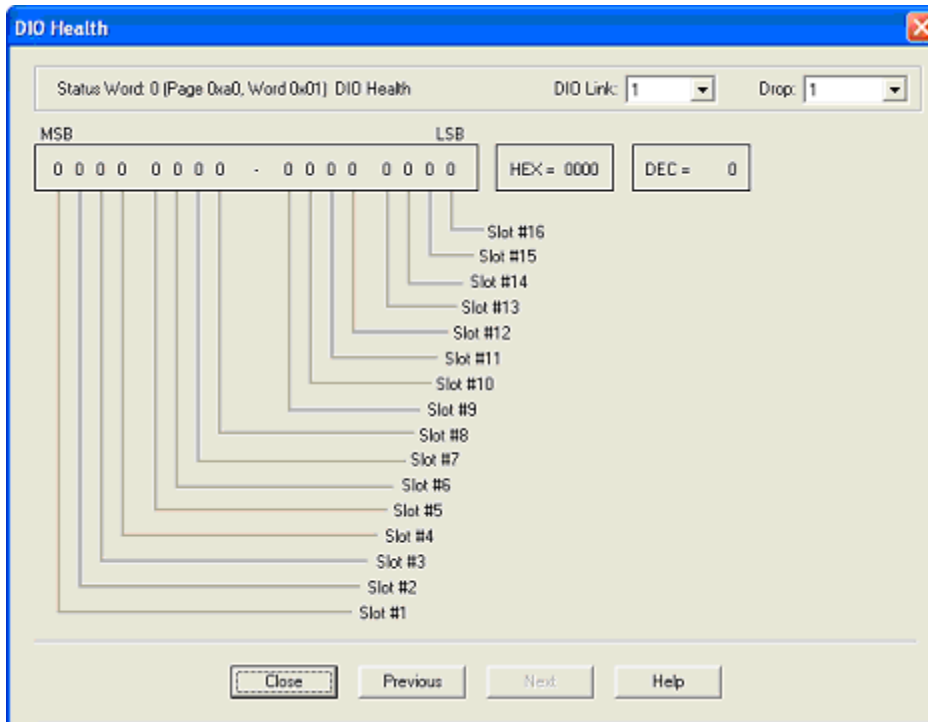 DIO Health
Status Word: 0 (Page 0xa0, Word 0x01) DIO Health DIO Link: 1 Drop: 1
MSB LSB
0 0 0 0 0 0 0 0 - 0 0 0 0 0 0 0 0 HEX = 0000 DEC = 0
Slot #16
Slot #15
Slot #14
Slot #13
Slot #12
Slot #11
Slot #10
Slot #9
Slot #8
Slot #7
Slot #6
Slot #5
Slot #4
Slot #3
Slot #2
Slot #1
Close Previous Next Help